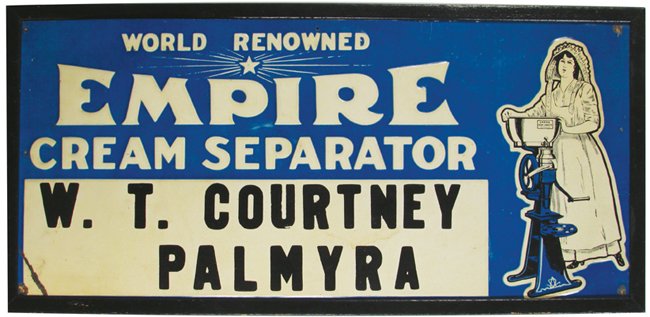 WORLD RENOWNED
EMPIRE
CREAM SEPARATOR
W. T. COURTNEY
PALMYRA